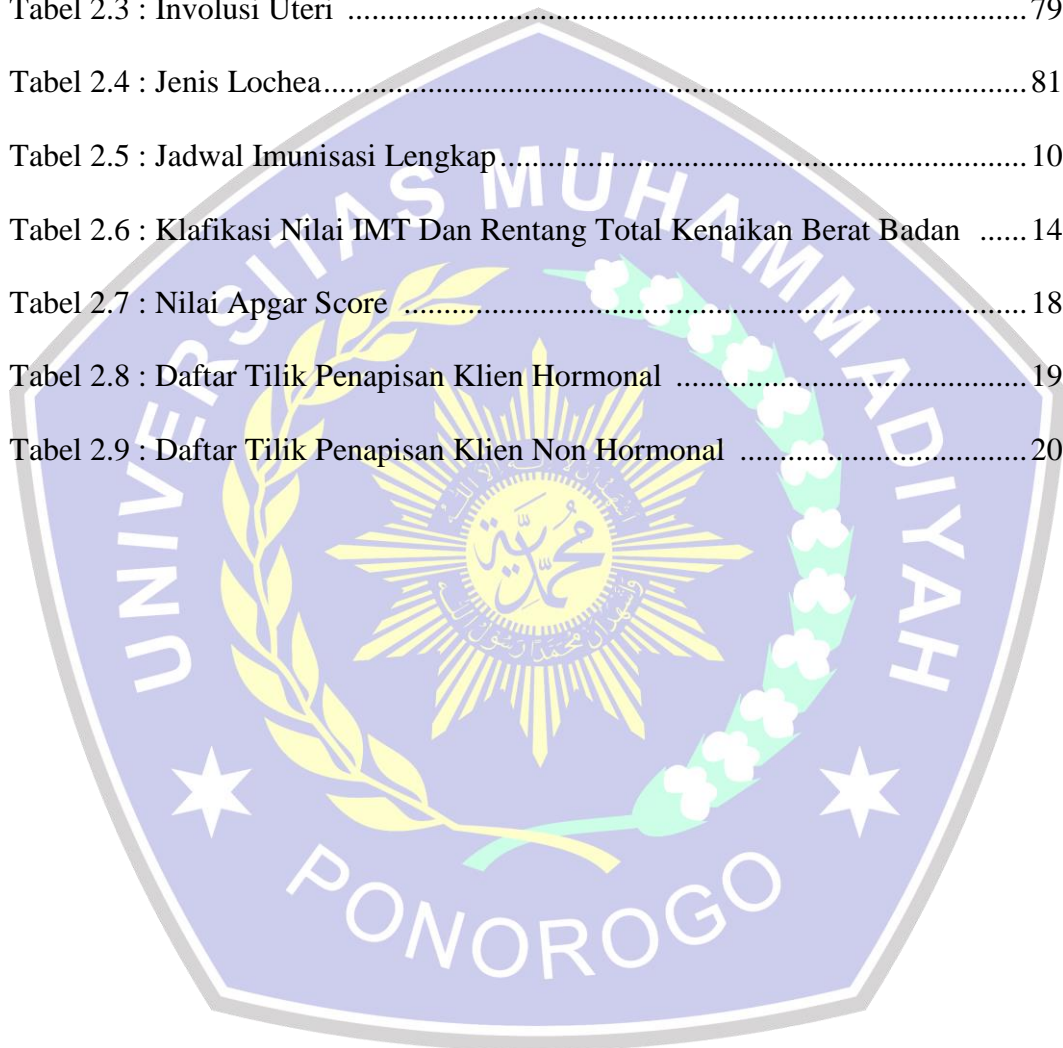 Tabel 2.3 : Involusi Uteri ........ 79
Tabel 2.4 : Jenis Lochea ........ 81
Tabel 2.5 : Jadwal Imunisasi Lengkap ........ 10
Tabel 2.6 : Klafikasi Nilai IMT Dan Rentang Total Kenaikan Berat Badan ...... 14
Tabel 2.7 : Nilai Apgar Score ........ 18
Tabel 2.8 : Daftar Tilik Penapisan Klien Hormonal ........ 19
Tabel 2.9 : Daftar Tilik Penapisan Klien Non Hormonal ........ 20
UNIVERSITAS MUHAMMADIYAH
محمدية
PONOROGO